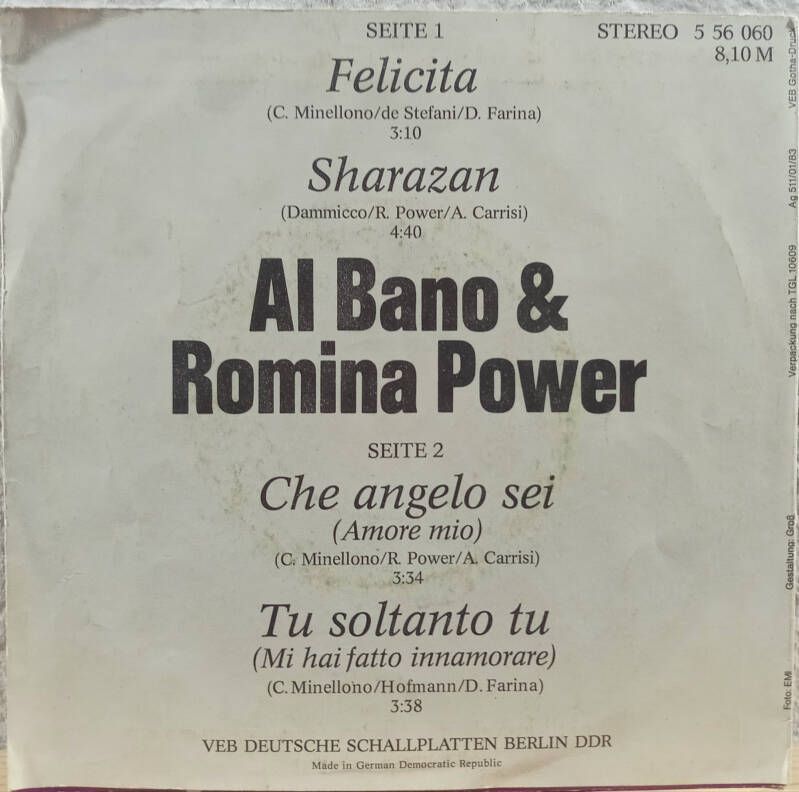 SEITE 1
STEREO 5 56 060
8,10 M
Felicita
(C. Minellono/de Stefani/D. Farina)
3:10
Sharazan
(Dammicco/R. Power/A. Carrisi)
4:40
Al Bano &
Romina Power
SEITE 2
Che angelo sei
(Amore mio)
(C. Minellono/R. Power/A. Carrisi)
3:34
Tu soltanto tu
(Mi hai fatto innamorare)
(C. Minellono/Hofmann/D. Farina)
3:38
VEB DEUTSCHE SCHALLPLATTEN BERLIN DDR
Made in German Democratic Republic
Foto: EMI
Gestaltung: Groß
Verpackung nach TGL 10609
Ag 511/01/83
VEB Gotha-Druck